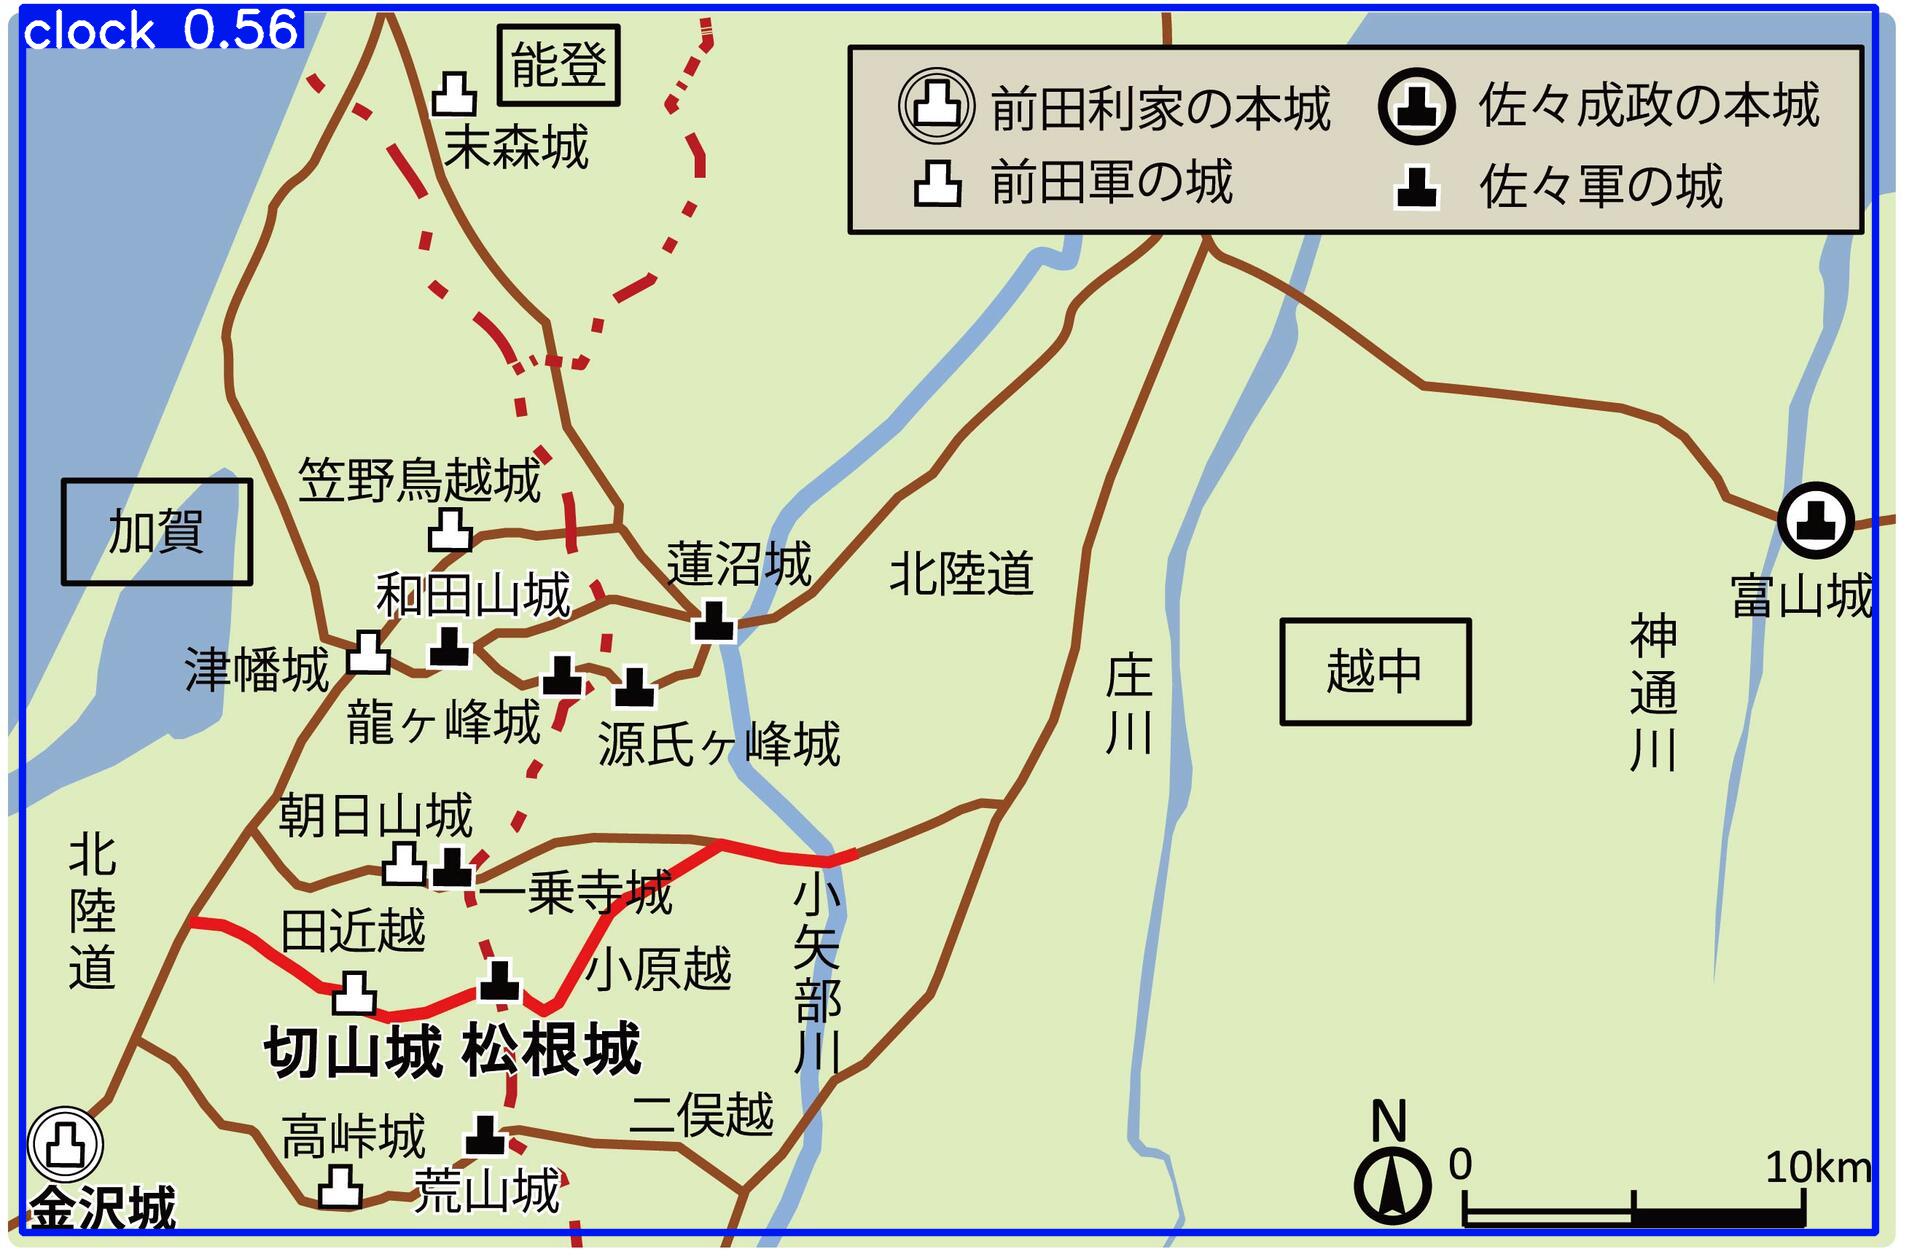 clock 0.56
能登
末森城
前田利家の本城
佐々成政の本城
前田軍の城
佐々軍の城
笠野鳥越城
加賀
和田山城
蓮沼城
北陸道
富山城
津幡城
龍ヶ峰城
源氏ヶ峰城
庄川
越中
神通川
朝日山城
北陸道
一乗寺城
田近越
小原越
小矢部川
切山城
松根城
高峠城
二俣越
荒山城
金沢城
N
0
10km